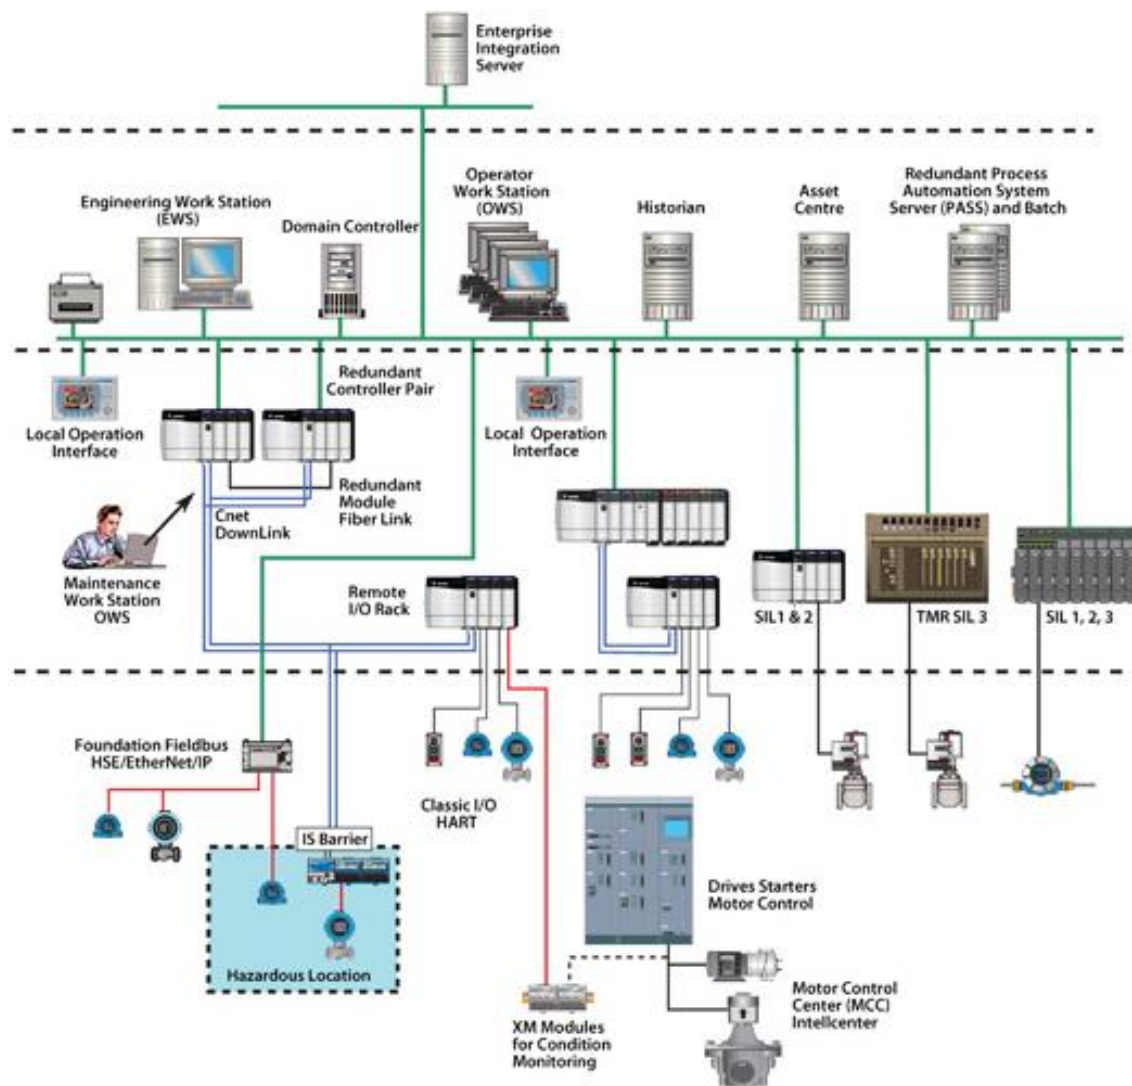 Enterprise
Integration
Server
Engineering Work Station
(EWS)
Domain Controller
Operator
Work Station
(OWS)
Historian
Asset
Centre
Redundant Process
Automation System
Server (PASS) and Batch
Local Operation
Interface
Redundant
Controller Pair
Local Operation
Interface
Cnet
DownLink
Redundant
Module
Fiber Link
Maintenance
Work Station
OWS
Remote
I/O Rack
SIL1 & 2
TMR SIL 3
SIL 1, 2, 3
Foundation Fieldbus
HSE/EtherNet/IP
Classic I/O
HART
IS Barrier
Hazardous Location
Drives Starters
Motor Control
XM Modules
for Condition
Monitoring
Motor Control
Center (MCC)
Intellcenter